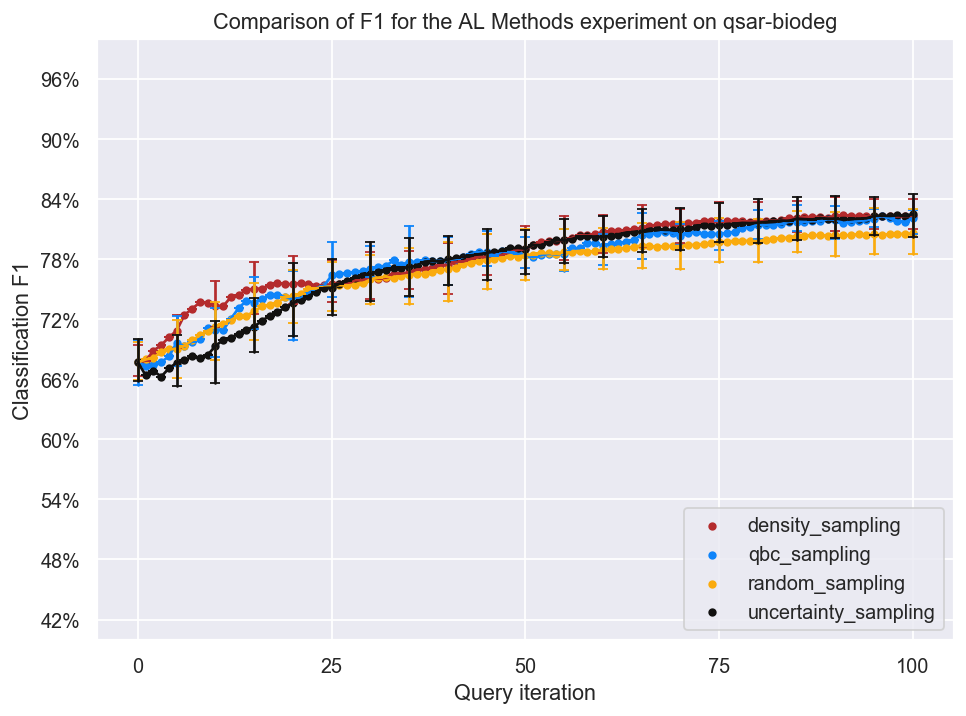 Comparison of F1 for the AL Methods experiment on qsar-biodeg
Classification F1
96%
90%
84%
78%
72%
66%
60%
54%
48%
42%
density_sampling
qbc_sampling
random_sampling
uncertainty_sampling
0 25 50 75 100
Query iteration